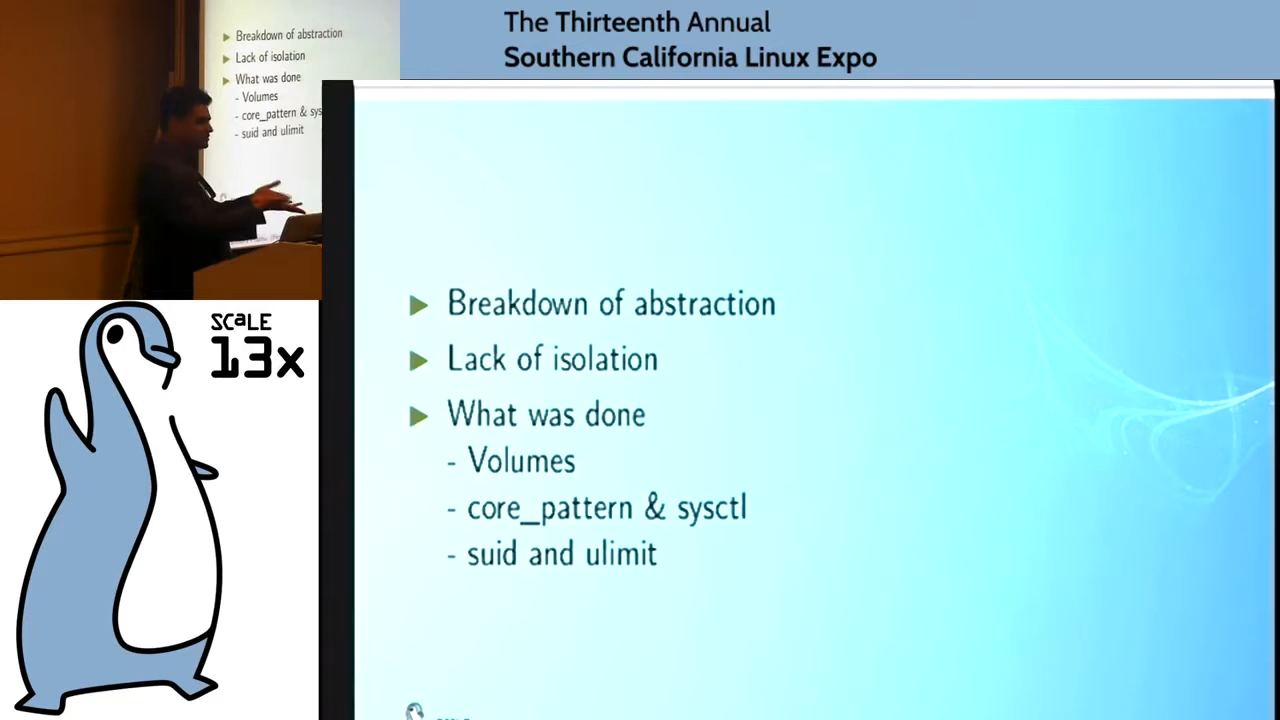 The Thirteenth Annual
Southern California Linux Expo
Breakdown of abstraction
Lack of isolation
What was done
- Volumes
- core_pattern & sys
- suid and ulimit
SCaLE
13x
Breakdown of abstraction
Lack of isolation
What was done
- Volumes
- core_pattern & sysctl
- suid and ulimit